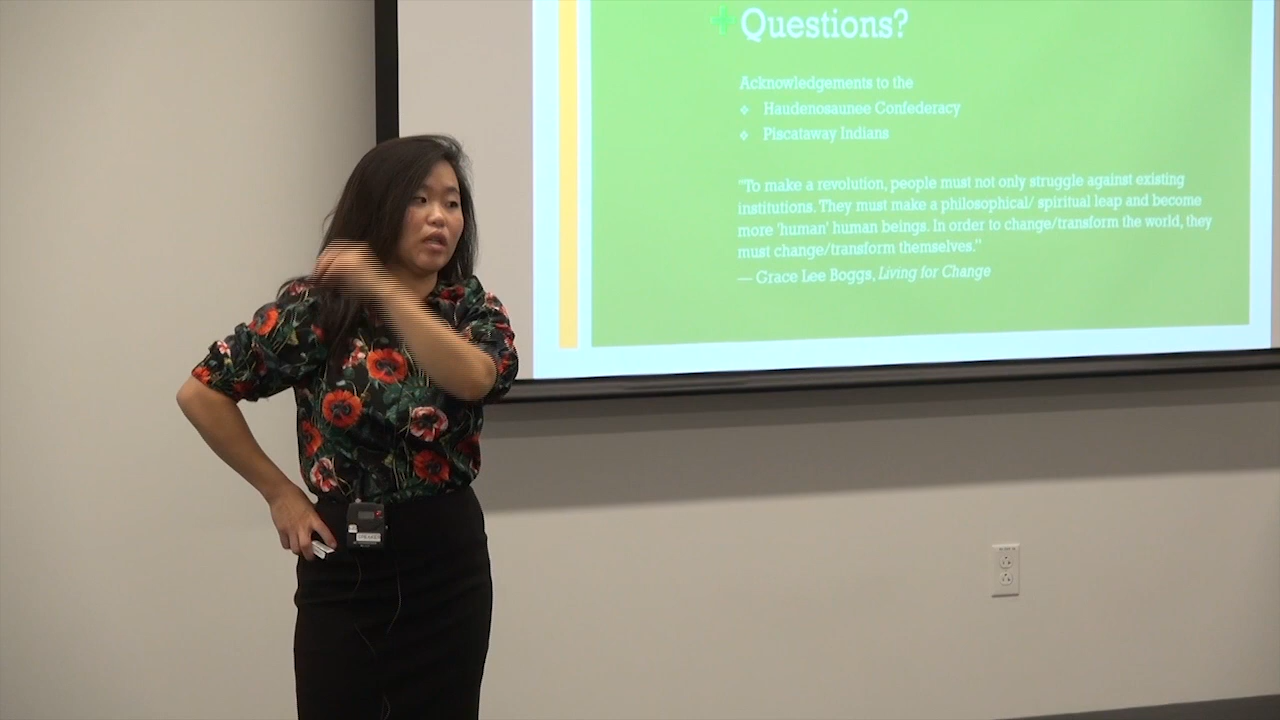 Questions?
Acknowledgements to the
Haudenosaunee Confederacy
Piscataway Indians
"To make a revolution, people must not only struggle against existing
institutions. They must make a philosophical/ spiritual leap and become
more 'human' human beings. In order to change/transform the world, they
must change/transform themselves."
— Grace Lee Boggs, Living for Change
SPEAKER